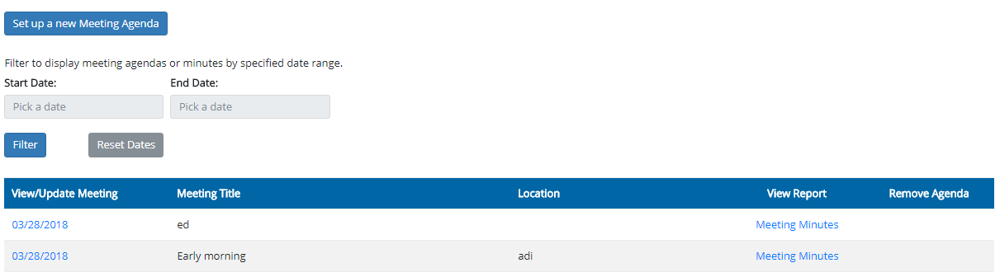 Set up a new Meeting Agenda
Filter to display meeting agendas or minutes by specified date range.
Start Date: End Date:
Pick a date Pick a date
Filter Reset Dates
View/Update Meeting Meeting Title Location View Report Remove Agenda
03/28/2018 ed Meeting Minutes
03/28/2018 Early morning adi Meeting Minutes